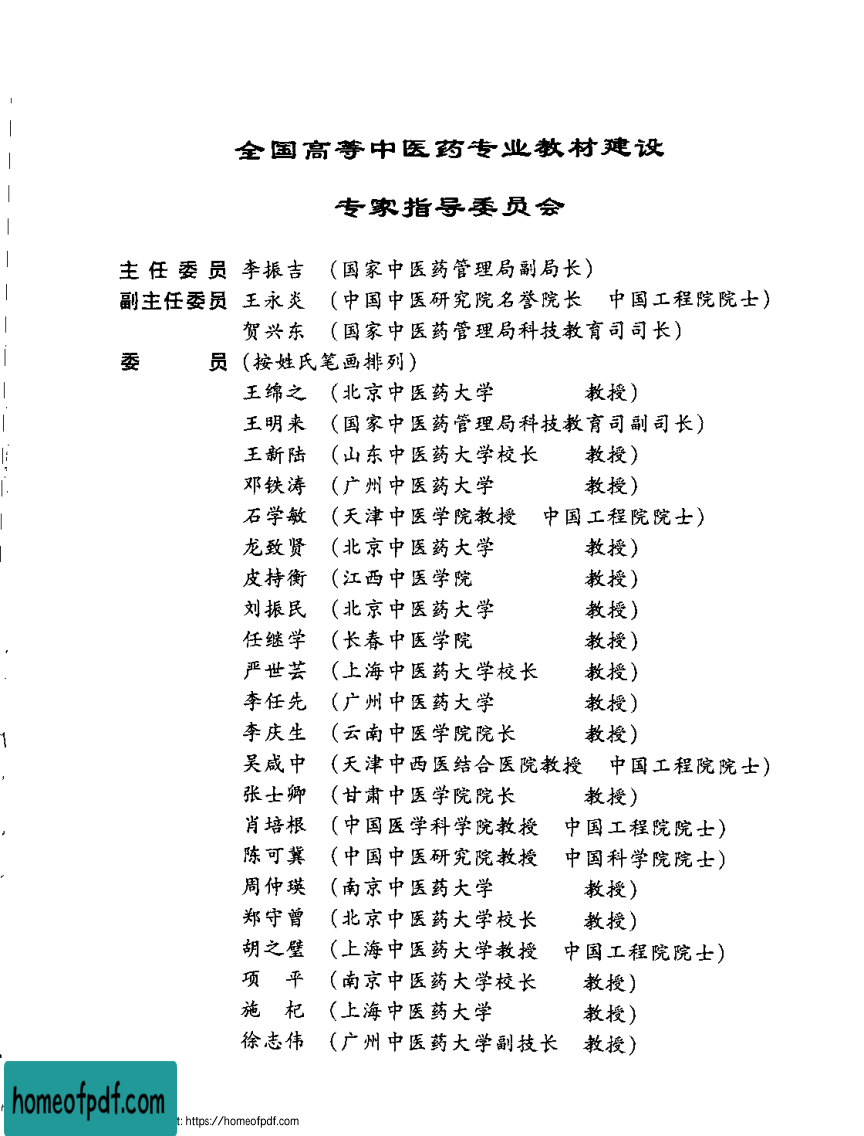 全国高等中医药专业教材建设
专家指导委员会
主任委员 李振吉 （国家中医药管理局副局长）
副主任委员 王永炎 （中国中医研究院名誉院长 中国工程院院士）
贺兴东 （国家中医药管理局科技教育司司长）
委 员 （按姓氏笔画排列）
王绵之 （北京中医药大学 教授）
王明来 （国家中医药管理局科技教育司副司长）
王新陆 （山东中医药大学校长 教授）
邓铁涛 （广州中医药大学 教授）
石学敏 （天津中医学院教授 中国工程院院士）
龙致贤 （北京中医药大学 教授）
皮持衡 （江西中医学院 教授）
刘振民 （北京中医药大学 教授）
任继学 （长春中医学院 教授）
严世芸 （上海中医药大学校长 教授）
李任先 （广州中医药大学 教授）
李庆生 （云南中医学院院长 教授）
吴咸中 （天津中西医结合医院教授 中国工程院院士）
张士卿 （甘肃中医学院院长 教授）
肖培根 （中国医学科学院教授 中国工程院院士）
陈可冀 （中国中医研究院教授 中国科学院院士）
周仲瑛 （南京中医药大学 教授）
郑守曾 （北京中医药大学校长 教授）
胡之璧 （上海中医药大学教授 中国工程院院士）
项 平 （南京中医药大学校长 教授）
施 杞 （上海中医药大学 教授）
徐志伟 （广州中医药大学副技长 教授）
homeofpdf.com
t: https://homeofpdf.com